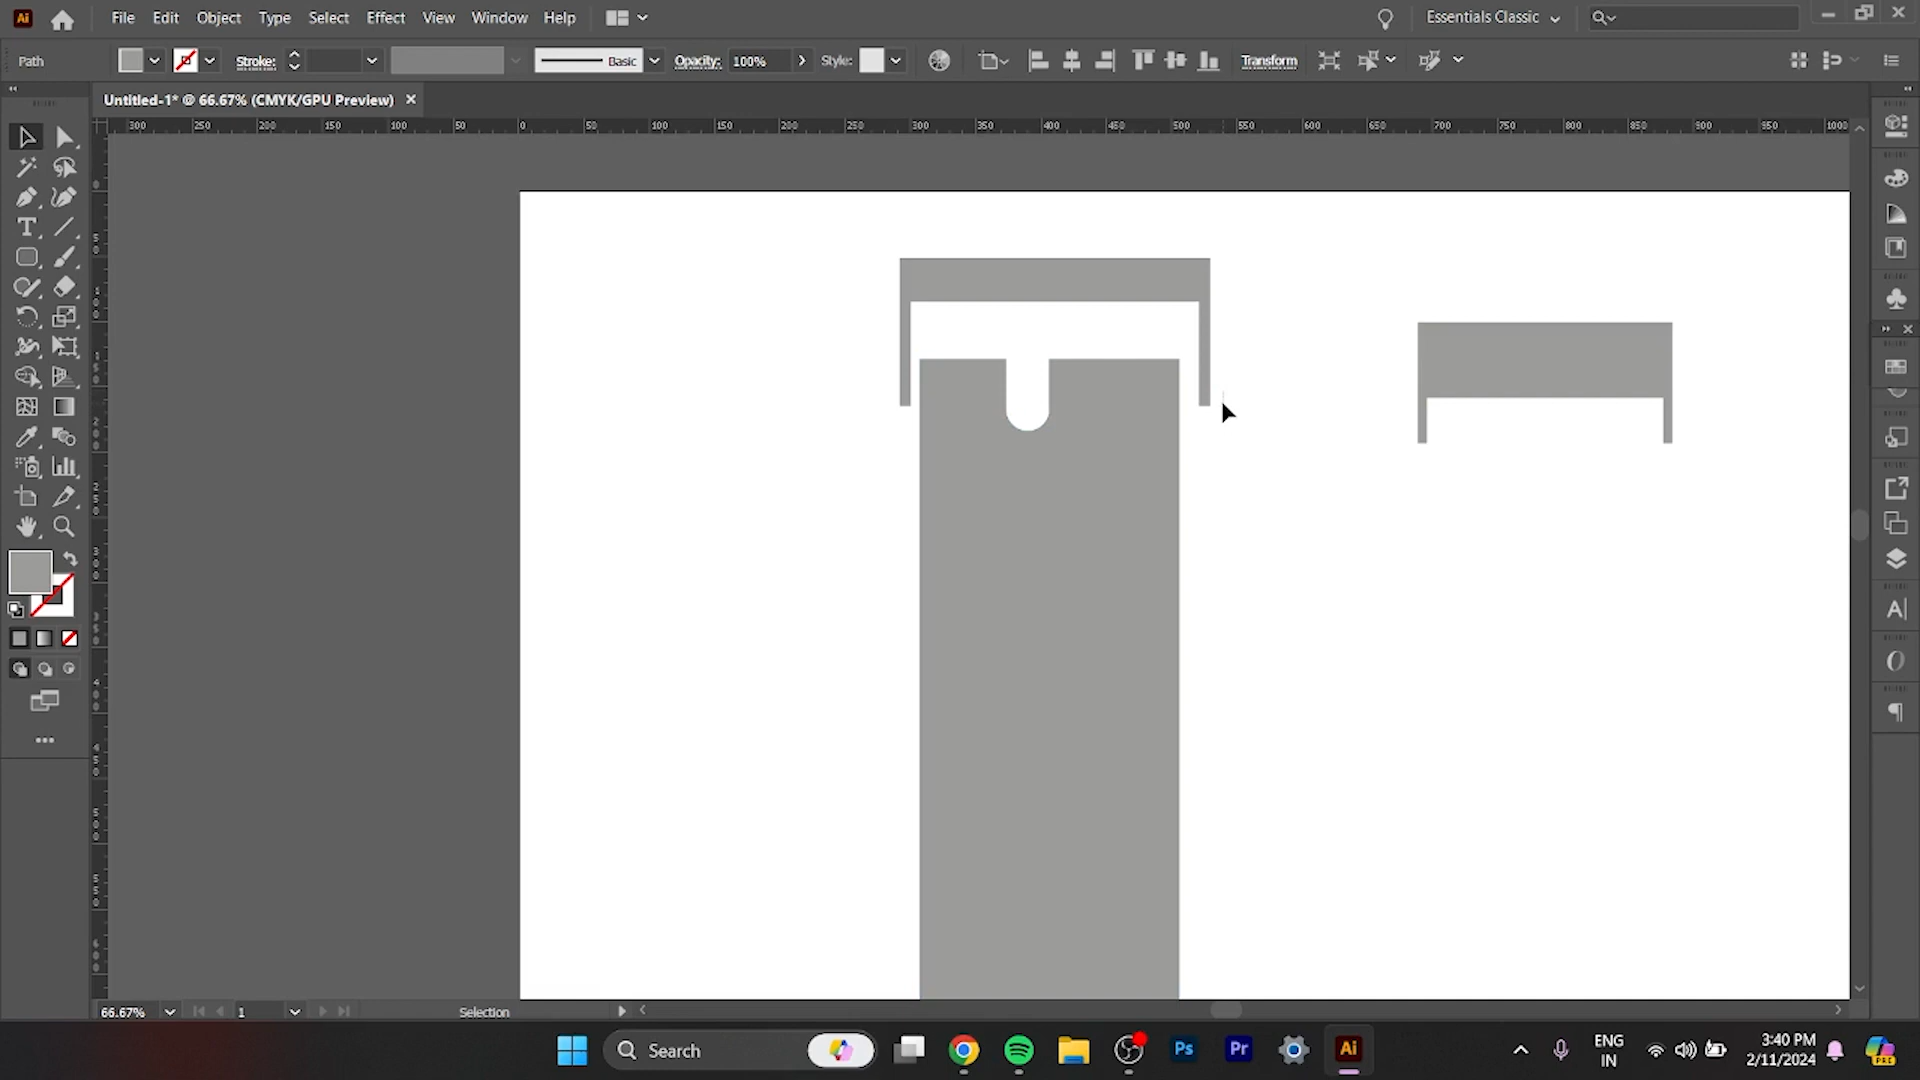 Ai File Edit Object Type Select Effect View Window Help Essentials Classic
Path Stroke: Basic Opacity: 100% Style: Transform
Untitled-1* @ 66.67% (CMYK/GPU Preview)
300 250 200 150 100 50 0 50 100 150 200 250 300 350 400 450 500 550 600 650 700 750 800 850 900 950 1000
66.67% 1 Selection
Search Ps Pr Ai ENG 3:40 PM
IN 2/11/2024 PRE